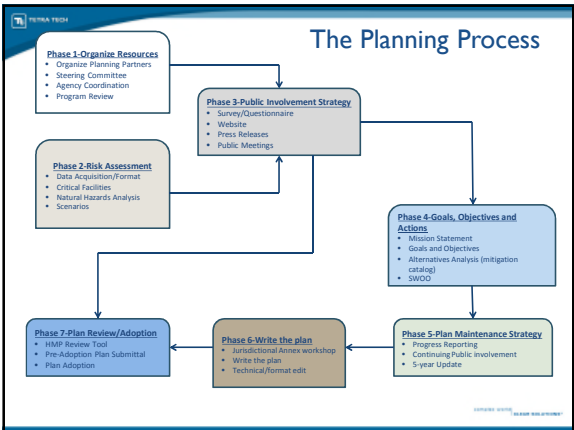 TETRA TECH
The Planning Process
Phase 1-Organize Resources
• Organize Planning Partners
• Steering Committee
• Agency Coordination
• Program Review
Phase 3-Public Involvement Strategy
• Survey/Questionnaire
• Website
• Press Releases
• Public Meetings
Phase 2-Risk Assessment
• Data Acquisition/Format
• Critical Facilities
• Natural Hazards Analysis
• Scenarios
Phase 4-Goals, Objectives and
Actions
• Mission Statement
• Goals and Objectives
• Alternatives Analysis (mitigation
catalog)
• SWOO
Phase 7-Plan Review/Adoption
• HMP Review Tool
• Pre-Adoption Plan Submittal
• Plan Adoption
Phase 6-Write the plan
• Jurisdictional Annex workshop
• Write the plan
• Technical/format edit
Phase 5-Plan Maintenance Strategy
• Progress Reporting
• Continuing Public involvement
• 5-year Update
complex world
CLEAR SOLUTIONS